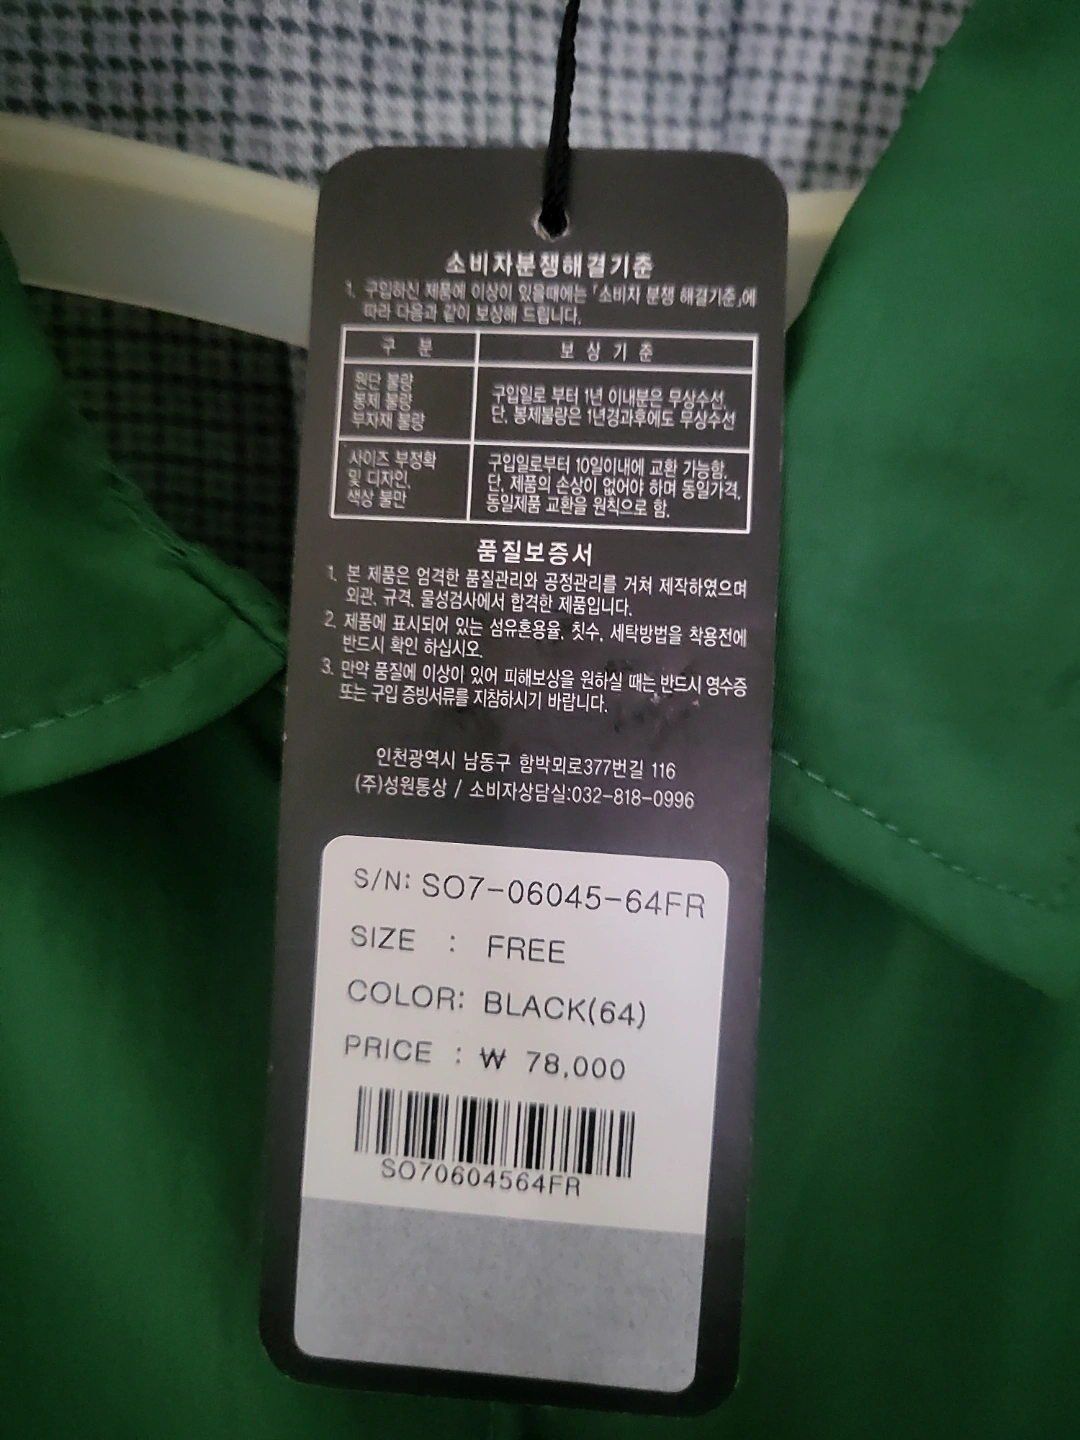 소비자분쟁해결기준
1. 구입하신 제품에 이상이 있을때에는 「소비자 분쟁 해결기준」에
따라 다음과 같이 보상해 드립니다.
구 분
보 상 기 준
원단 불량
봉제 불량
부자재 불량
구입일로 부터 1년 이내분은 무상수선,
단, 봉제불량은 1년경과후에도 무상수선
사이즈 부정확
및 디자인,
색상 불만
구입일로부터 10일이내에 교환 가능함.
단, 제품의 손상이 없어야 하며 동일가격,
동일제품 교환을 원칙으로 함.
품질보증서
1. 본 제품은 엄격한 품질관리와 공정관리를 거쳐 제작하였으며
외관, 규격, 물성검사에서 합격한 제품입니다.
2. 제품에 표시되어 있는 섬유혼용율, 칫수, 세탁방법을 착용전에
반드시 확인 하십시오.
3. 만약 품질에 이상이 있어 피해보상을 원하실 때는 반드시 영수증
또는 구입 증빙서류를 지참하시기 바랍니다.
인천광역시 남동구 함박뫼로377번길 116
(주)성원통상 / 소비자상담실:032-818-0996
S/N: SO7-06045-64FR
SIZE : FREE
COLOR: BLACK(64)
PRICE : ₩ 78,000
SO70604564FR